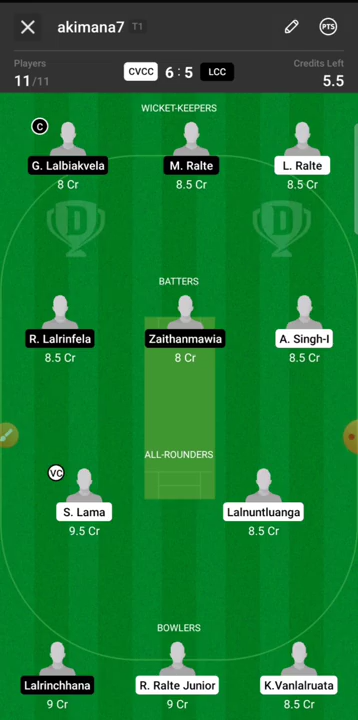 akimana7 T1
PTS
Players
Credits Left
11/11
CVCC 6 : 5 LCC
5.5
WICKET-KEEPERS
C
G. Lalbiakvela
M. Ralte
L. Ralte
8 Cr
8.5 Cr
8.5 Cr
D
D
BATTERS
R. Lalrinfela
Zaithanmawia
A. Singh-I
8.5 Cr
8 Cr
8.5 Cr
ALL-ROUNDERS
VC
S. Lama
Lalnuntluanga
9.5 Cr
8.5 Cr
BOWLERS
Lalrinchhana
R. Ralte Junior
K.Vanlalruata
9 Cr
9 Cr
8.5 Cr